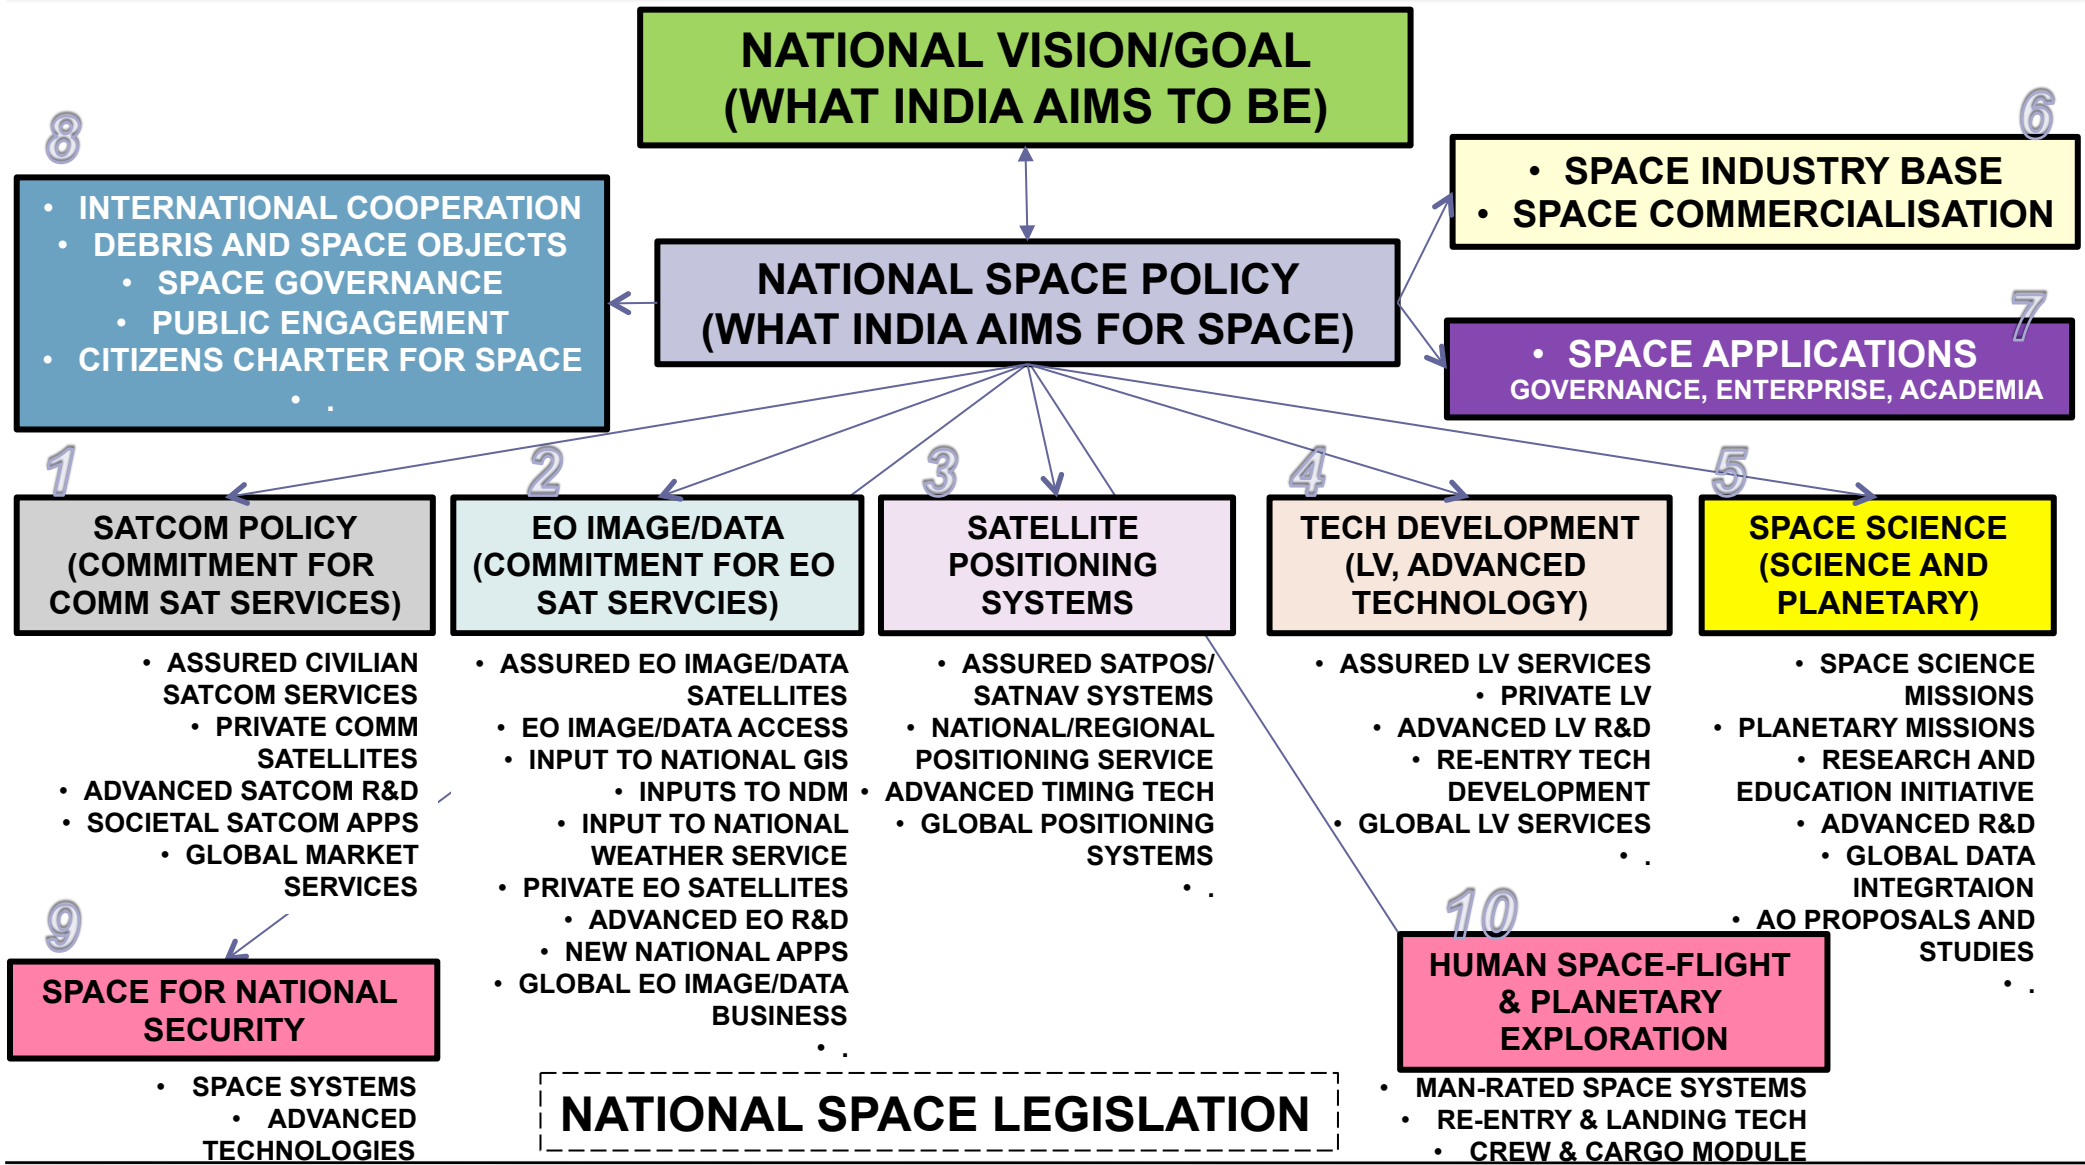 NATIONAL VISION/GOAL
(WHAT INDIA AIMS TO BE)
8
• INTERNATIONAL COOPERATION
• DEBRIS AND SPACE OBJECTS
• SPACE GOVERNANCE
• PUBLIC ENGAGEMENT
• CITIZENS CHARTER FOR SPACE
• .
NATIONAL SPACE POLICY
(WHAT INDIA AIMS FOR SPACE)
6
• SPACE INDUSTRY BASE
• SPACE COMMERCIALISATION
7
• SPACE APPLICATIONS
GOVERNANCE, ENTERPRISE, ACADEMIA
1
SATCOM POLICY
(COMMITMENT FOR
COMM SAT SERVICES)
• ASSURED CIVILIAN
SATCOM SERVICES
• PRIVATE COMM
SATELLITES
• ADVANCED SATCOM R&D
• SOCIETAL SATCOM APPS
• GLOBAL MARKET
SERVICES
2
EO IMAGE/DATA
(COMMITMENT FOR EO
SAT SERVCIES)
• ASSURED EO IMAGE/DATA
SATELLITES
• EO IMAGE/DATA ACCESS
• INPUT TO NATIONAL GIS
• INPUTS TO NDM
• INPUT TO NATIONAL
WEATHER SERVICE
• PRIVATE EO SATELLITES
• ADVANCED EO R&D
• NEW NATIONAL APPS
• GLOBAL EO IMAGE/DATA
BUSINESS
• .
3
SATELLITE
POSITIONING
SYSTEMS
• ASSURED SATPOS/
SATNAV SYSTEMS
• NATIONAL/REGIONAL
POSITIONING SERVICE
• ADVANCED TIMING TECH
• GLOBAL POSITIONING
SYSTEMS
• .
4
TECH DEVELOPMENT
(LV, ADVANCED
TECHNOLOGY)
• ASSURED LV SERVICES
• PRIVATE LV
• ADVANCED LV R&D
• RE-ENTRY TECH
DEVELOPMENT
• GLOBAL LV SERVICES
• .
5
SPACE SCIENCE
(SCIENCE AND
PLANETARY)
• SPACE SCIENCE
MISSIONS
• PLANETARY MISSIONS
• RESEARCH AND
EDUCATION INITIATIVE
• ADVANCED R&D
• GLOBAL DATA
INTEGRTAION
• AO PROPOSALS AND
STUDIES
• .
9
SPACE FOR NATIONAL
SECURITY
• SPACE SYSTEMS
• ADVANCED
TECHNOLOGIES
NATIONAL SPACE LEGISLATION
10
HUMAN SPACE-FLIGHT
& PLANETARY
EXPLORATION
• MAN-RATED SPACE SYSTEMS
• RE-ENTRY & LANDING TECH
• CREW & CARGO MODULE